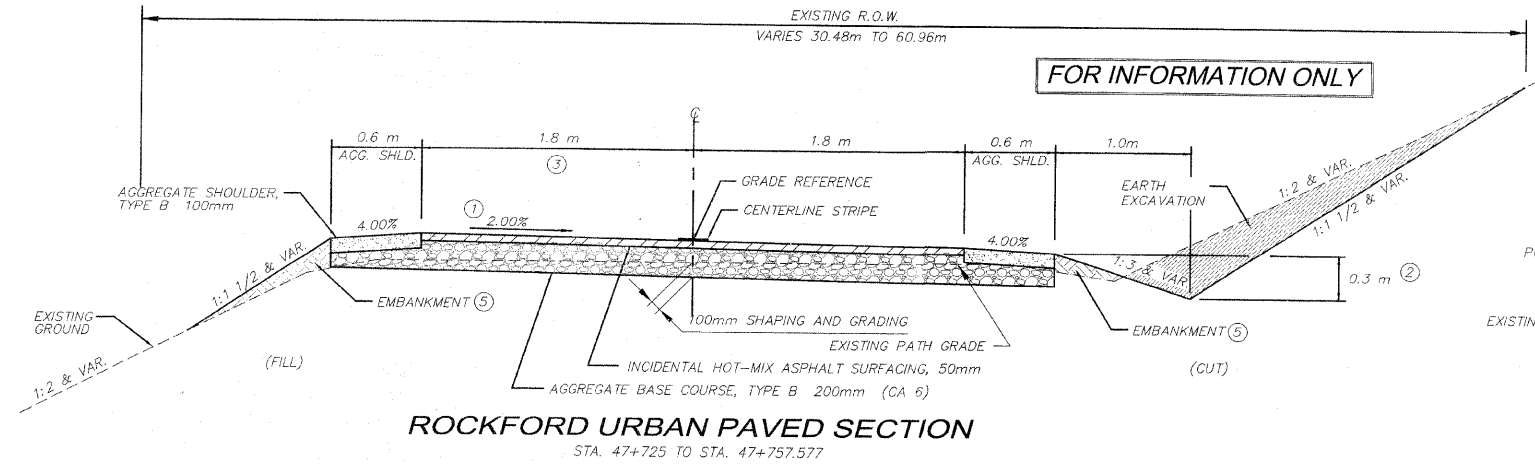 EXISTING R.O.W.
VARIES 30.48m TO 60.96m
FOR INFORMATION ONLY
℄
0.6 m
1.8 m
1.8 m
0.6 m
1.0m
AGG. SHLD.
③
AGG. SHLD.
AGGREGATE SHOULDER,
TYPE B 100mm
GRADE REFERENCE
CENTERLINE STRIPE
EARTH
EXCAVATION
1:2 & VAR.
1:1 1/2 & VAR.
4.00%
①
2.00%
4.00%
1:1 1/2 & VAR.
1:3 & VAR
0.3 m ②
EMBANKMENT ⑤
EXISTING
GROUND
100mm SHAPING AND GRADING
EMBANKMENT ⑤
EXISTING PATH GRADE
1:2 & VAR.
(FILL)
INCIDENTAL HOT-MIX ASPHALT SURFACING, 50mm
(CUT)
AGGREGATE BASE COURSE, TYPE B 200mm (CA 6)
ROCKFORD URBAN PAVED SECTION
STA. 47+725 TO STA. 47+757.577